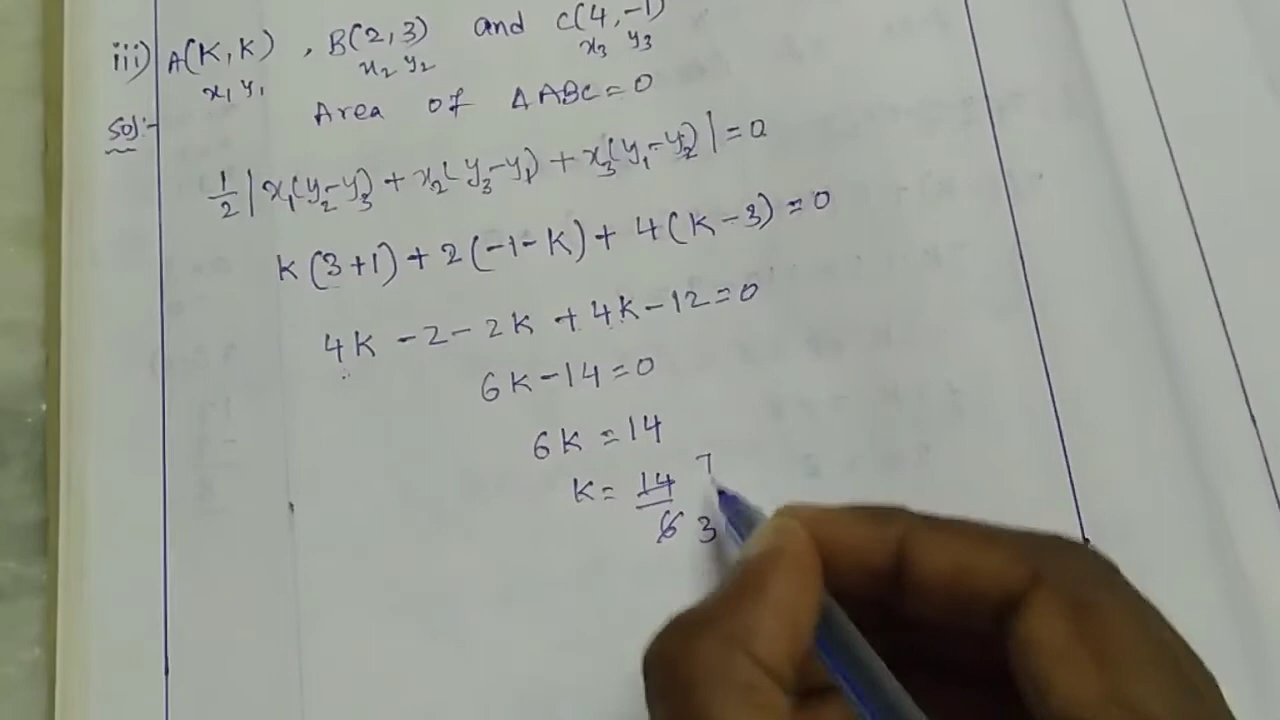 iii) A(K, K) , B(2, 3) and C(4, -1)
x₁ y₁ x₂ y₂ x₃ y₃
Sol:- Area of ΔABC = 0
1/2 | x₁(y₂-y₃) + x₂(y₃-y₁) + x₃(y₁-y₂) | = 0
K(3+1) + 2(-1-K) + 4(K-3) = 0
4K -2 - 2K + 4K - 12 = 0
6K - 14 = 0
6K = 14
K = 14/6 7 3